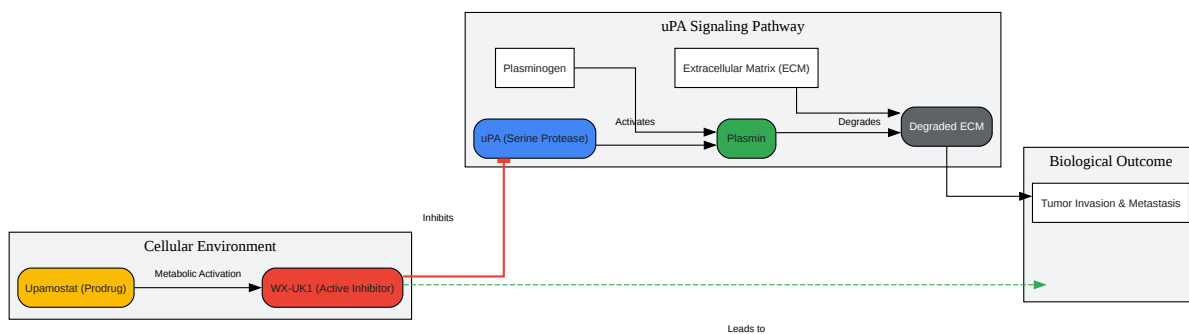 uPA Signaling Pathway
Plasminogen
Extracellular Matrix (ECM)
uPA (Serine Protease)
Activates
Plasmin
Degrades
Degraded ECM
Biological Outcome
Tumor Invasion & Metastasis
Inhibits
Cellular Environment
Upamostat (Prodrug)
Metabolic Activation
WX-UK1 (Active Inhibitor)
Leads to